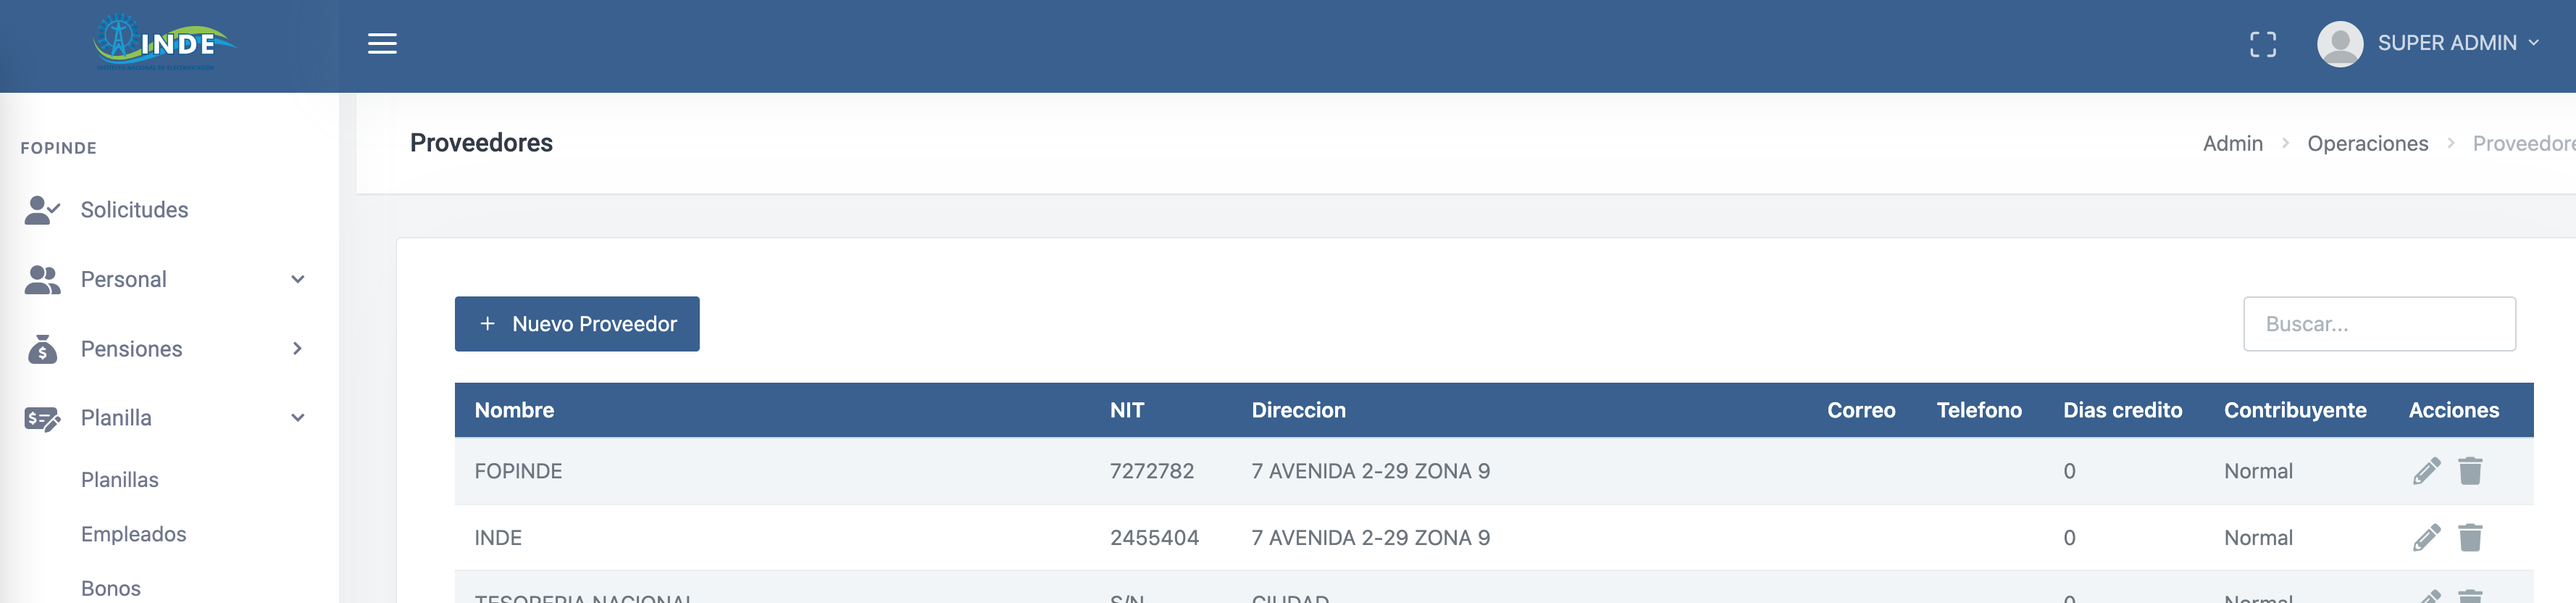 INDE
SUPER ADMIN
FOPINDE
Proveedores
Admin > Operaciones >
Solicitudes
Personal
Pensiones
Planilla
Planillas
Empleados
Bonos
+ Nuevo Proveedor
Buscar...
Nombre NIT Direccion Correo Telefono Dias credito Contribuyente Acciones
FOPINDE 7272782 7 AVENIDA 2-29 ZONA 9 0 Normal
INDE 2455404 7 AVENIDA 2-29 ZONA 9 0 Normal
TESORERIA NACIONAL S/N CIUDAD 0 Normal